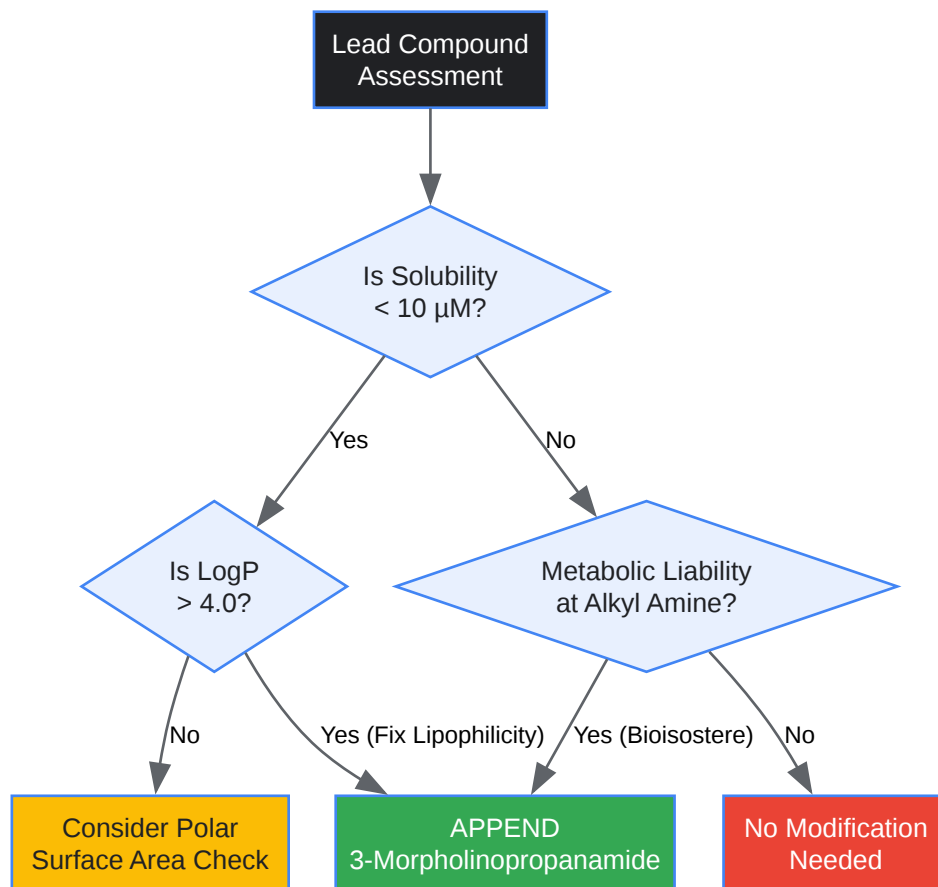 Lead Compound
Assessment
Is Solubility
< 10 µM?
Yes
No
Is LogP
> 4.0?
Metabolic Liability
at Alkyl Amine?
No
Yes (Fix Lipophilicity)
Yes (Bioisostere)
No
Consider Polar
Surface Area Check
APPEND
3-Morpholinopropanamide
No Modification
Needed